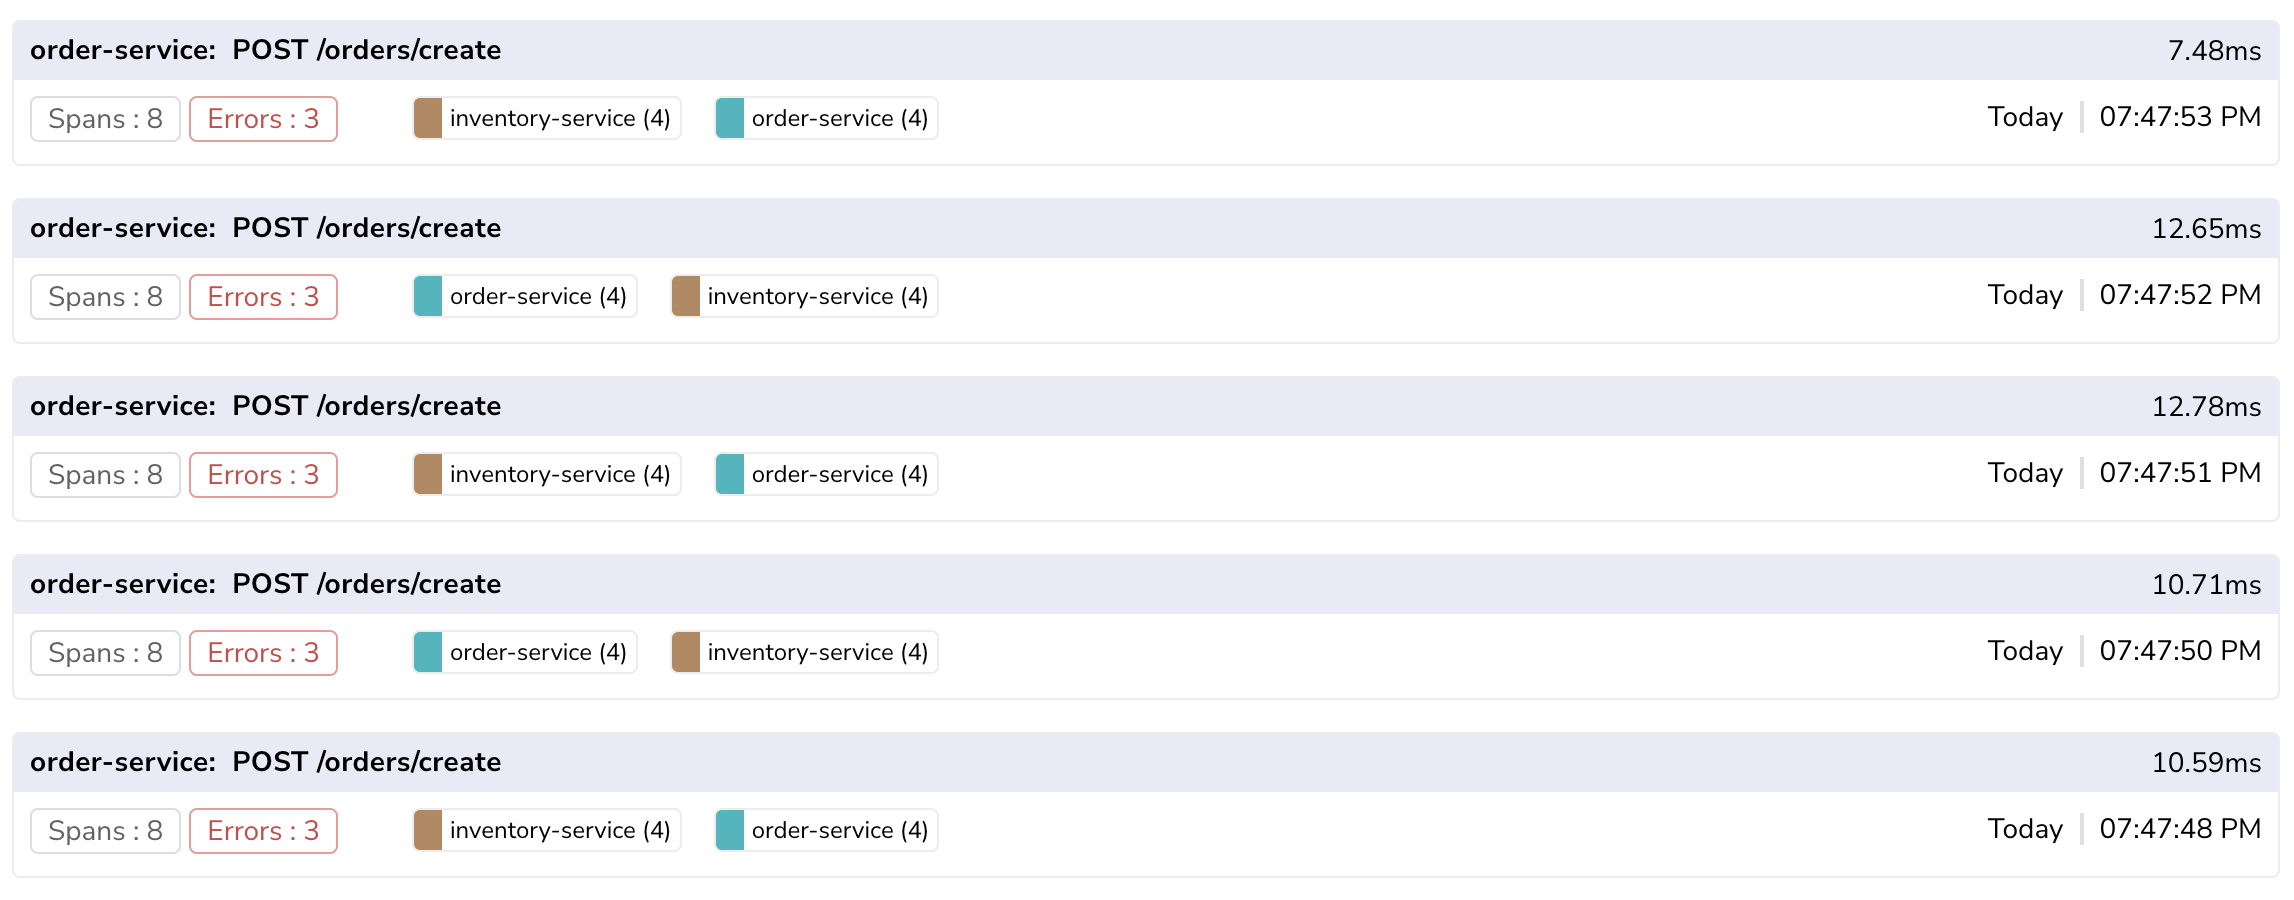 order-service: POST /orders/create 7.48ms
Spans : 8 Errors : 3 inventory-service (4) order-service (4) Today 07:47:53 PM
order-service: POST /orders/create 12.65ms
Spans : 8 Errors : 3 order-service (4) inventory-service (4) Today 07:47:52 PM
order-service: POST /orders/create 12.78ms
Spans : 8 Errors : 3 inventory-service (4) order-service (4) Today 07:47:51 PM
order-service: POST /orders/create 10.71ms
Spans : 8 Errors : 3 order-service (4) inventory-service (4) Today 07:47:50 PM
order-service: POST /orders/create 10.59ms
Spans : 8 Errors : 3 inventory-service (4) order-service (4) Today 07:47:48 PM